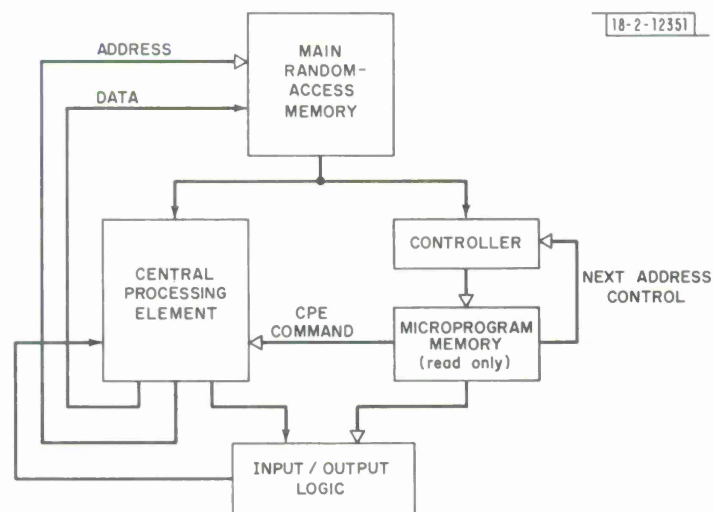 18-2-12351
ADDRESS
DATA
MAIN
RANDOM-
ACCESS
MEMORY
CENTRAL
PROCESSING
ELEMENT
CONTROLLER
NEXT ADDRESS
CONTROL
CPE
COMMAND
MICROPROGRAM
MEMORY
(read only)
INPUT / OUTPUT
LOGIC